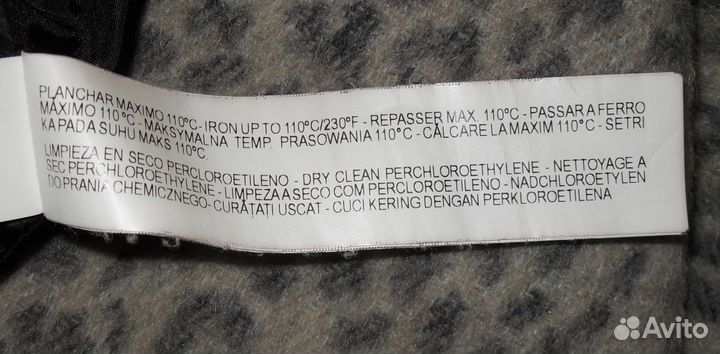 PLANCHAR MAXIMO 110°C - IRON UP TO 110°C/230°F - REPASSER MAX. 110°C - PASSAR A FERRO
MÁXIMO 110°C - MAKSYMALNA TEMP. PRASOWANIA 110°C - CĂLCARE LA MAXIM 110°C - SETRI
KA PADA SUHU MAKS 110°C
LIMPIEZA EN SECO PERCLOROETILENO - DRY CLEAN PERCHLOROETHYLENE - NETTOYAGE A
SEC PERCHLOROETHYLENE - LIMPEZA A SECO COM PERCLOROETILENO - NADCHLOROETYLEN
DO PRANIA CHEMICZNEGO - CURĂTATI USCAT - CUCI KERING DENGAN PERKLOROETILENA
Avito